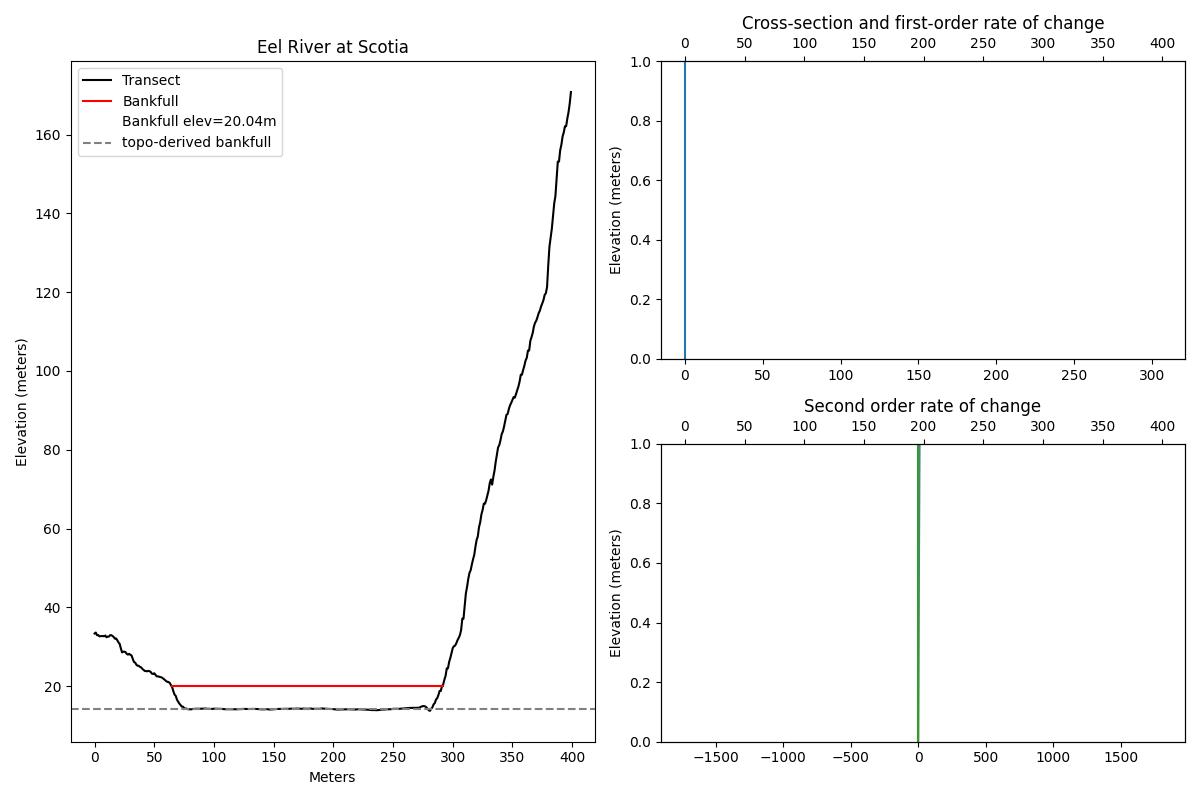 Eel River at Scotia
Transect
Bankfull
Bankfull elev=20.04m
topo-derived bankfull
Elevation (meters)
160
140
120
100
80
60
40
20
0 50 100 150 200 250 300 350 400
Meters
Cross-section and first-order rate of change
0 50 100 150 200 250 300 350 400
Elevation (meters)
1.0
0.8
0.6
0.4
0.2
0.0
0 50 100 150 200 250 300
Second order rate of change
0 50 100 150 200 250 300 350 400
Elevation (meters)
1.0
0.8
0.6
0.4
0.2
0.0
−1500 −1000 −500 0 500 1000 1500